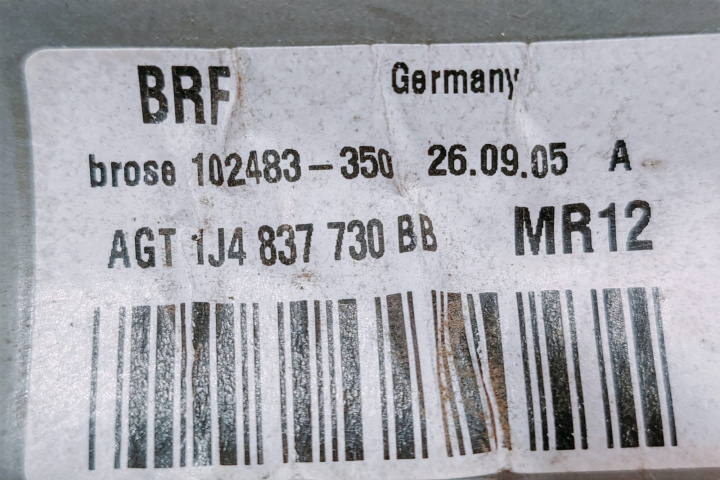 BRF Germany
brose 102483-350 26.09.05 A
AGT 1J4 837 730 BB MR12